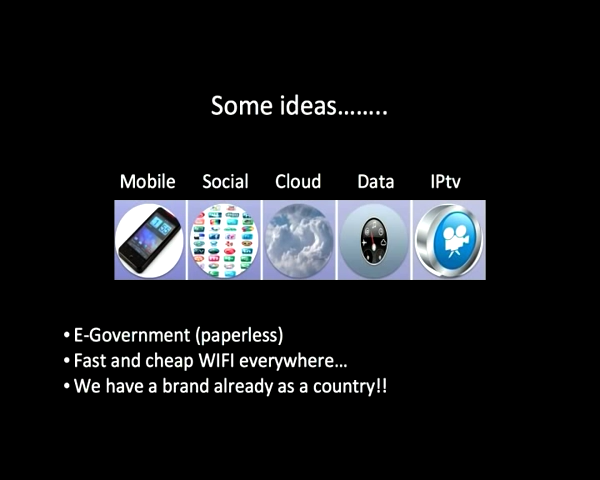 Some ideas……..
Mobile Social Cloud Data IPtv
• E-Government (paperless)
• Fast and cheap WIFI everywhere…
• We have a brand already as a country!!